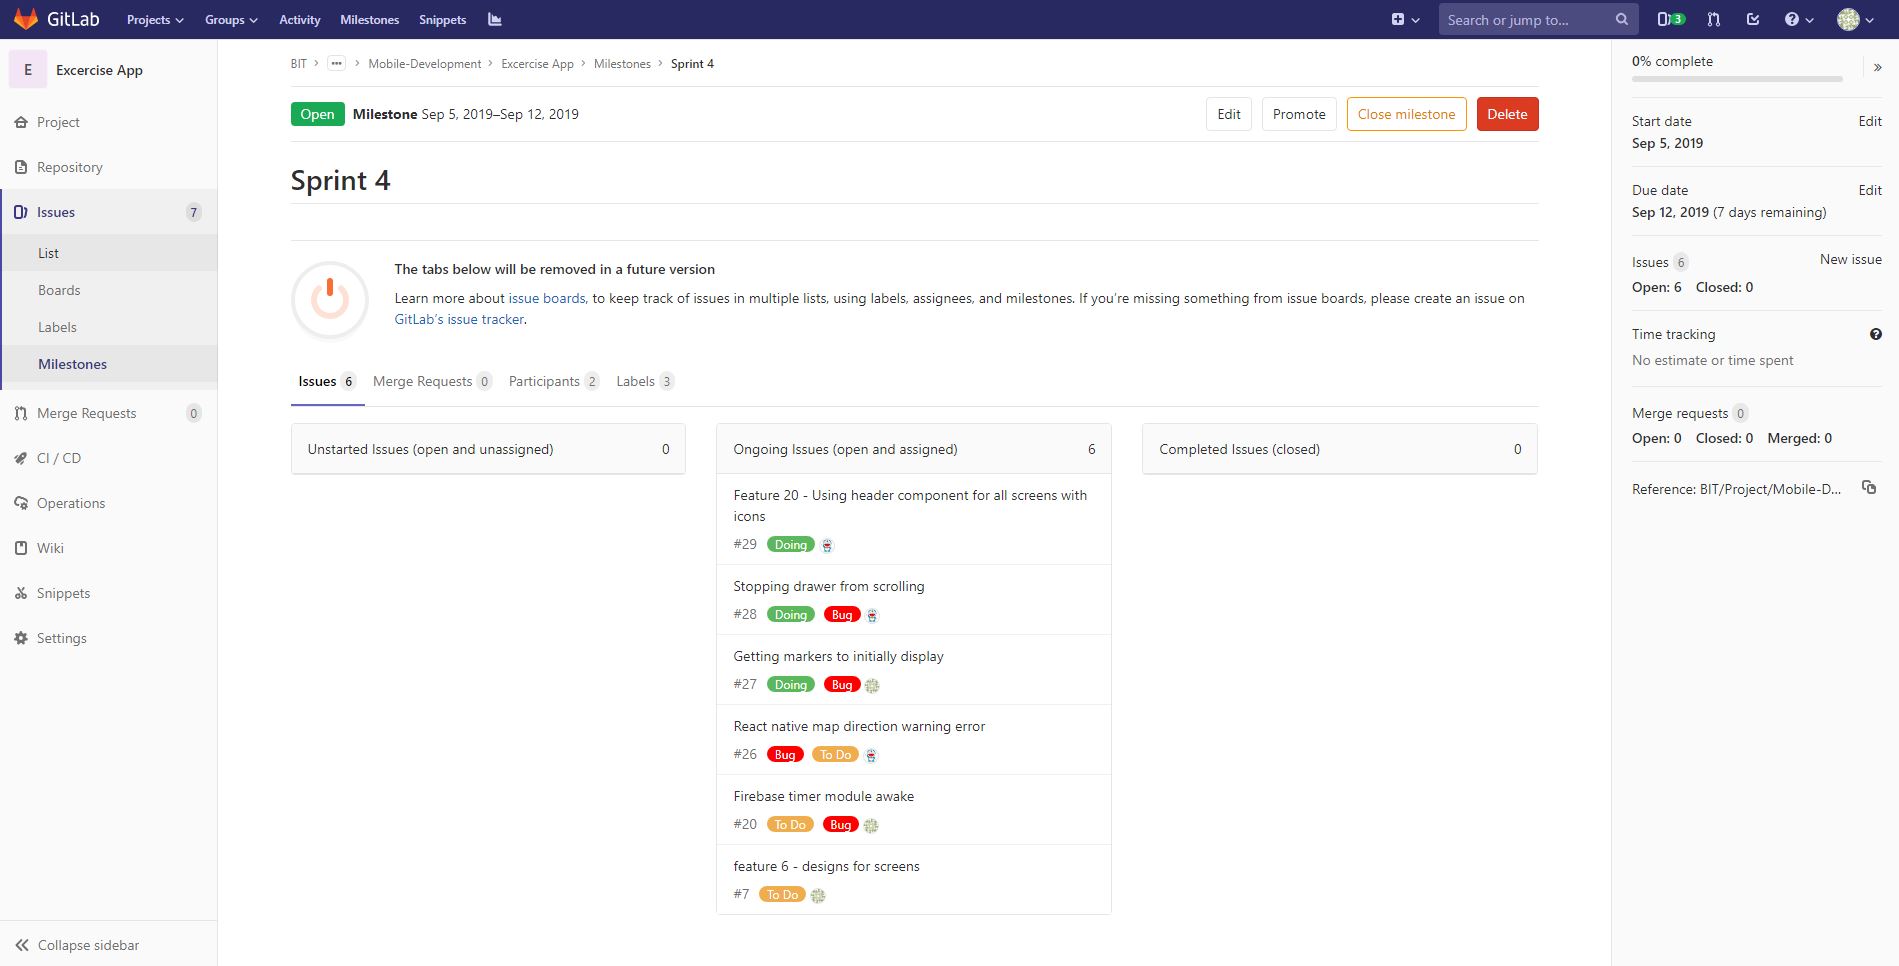 GitLab Projects Groups Activity Milestones Snippets Search or jump to... 3
E Excercise App
Project
Repository
Issues 7
List
Boards
Labels
Milestones
Merge Requests 0
CI / CD
Operations
Wiki
Snippets
Settings
Collapse sidebar
BIT > ... > Mobile-Development > Excercise App > Milestones > Sprint 4
Open Milestone Sep 5, 2019–Sep 12, 2019 Edit Promote Close milestone Delete
Sprint 4
The tabs below will be removed in a future version
Learn more about issue boards, to keep track of issues in multiple lists, using labels, assignees, and milestones. If you're missing something from issue boards, please create an issue on
GitLab's issue tracker.
Issues 6 Merge Requests 0 Participants 2 Labels 3
Unstarted Issues (open and unassigned) 0
Ongoing Issues (open and assigned) 6
Feature 20 - Using header component for all screens with
icons
#29 Doing
Stopping drawer from scrolling
#28 Doing Bug
Getting markers to initially display
#27 Doing Bug
React native map direction warning error
#26 Bug To Do
Firebase timer module awake
#20 To Do Bug
feature 6 - designs for screens
#7 To Do
Completed Issues (closed) 0
0% complete »
Start date Edit
Sep 5, 2019
Due date Edit
Sep 12, 2019 (7 days remaining)
Issues 6 New issue
Open: 6 Closed: 0
Time tracking
No estimate or time spent
Merge requests 0
Open: 0 Closed: 0 Merged: 0
Reference: BIT/Project/Mobile-D...